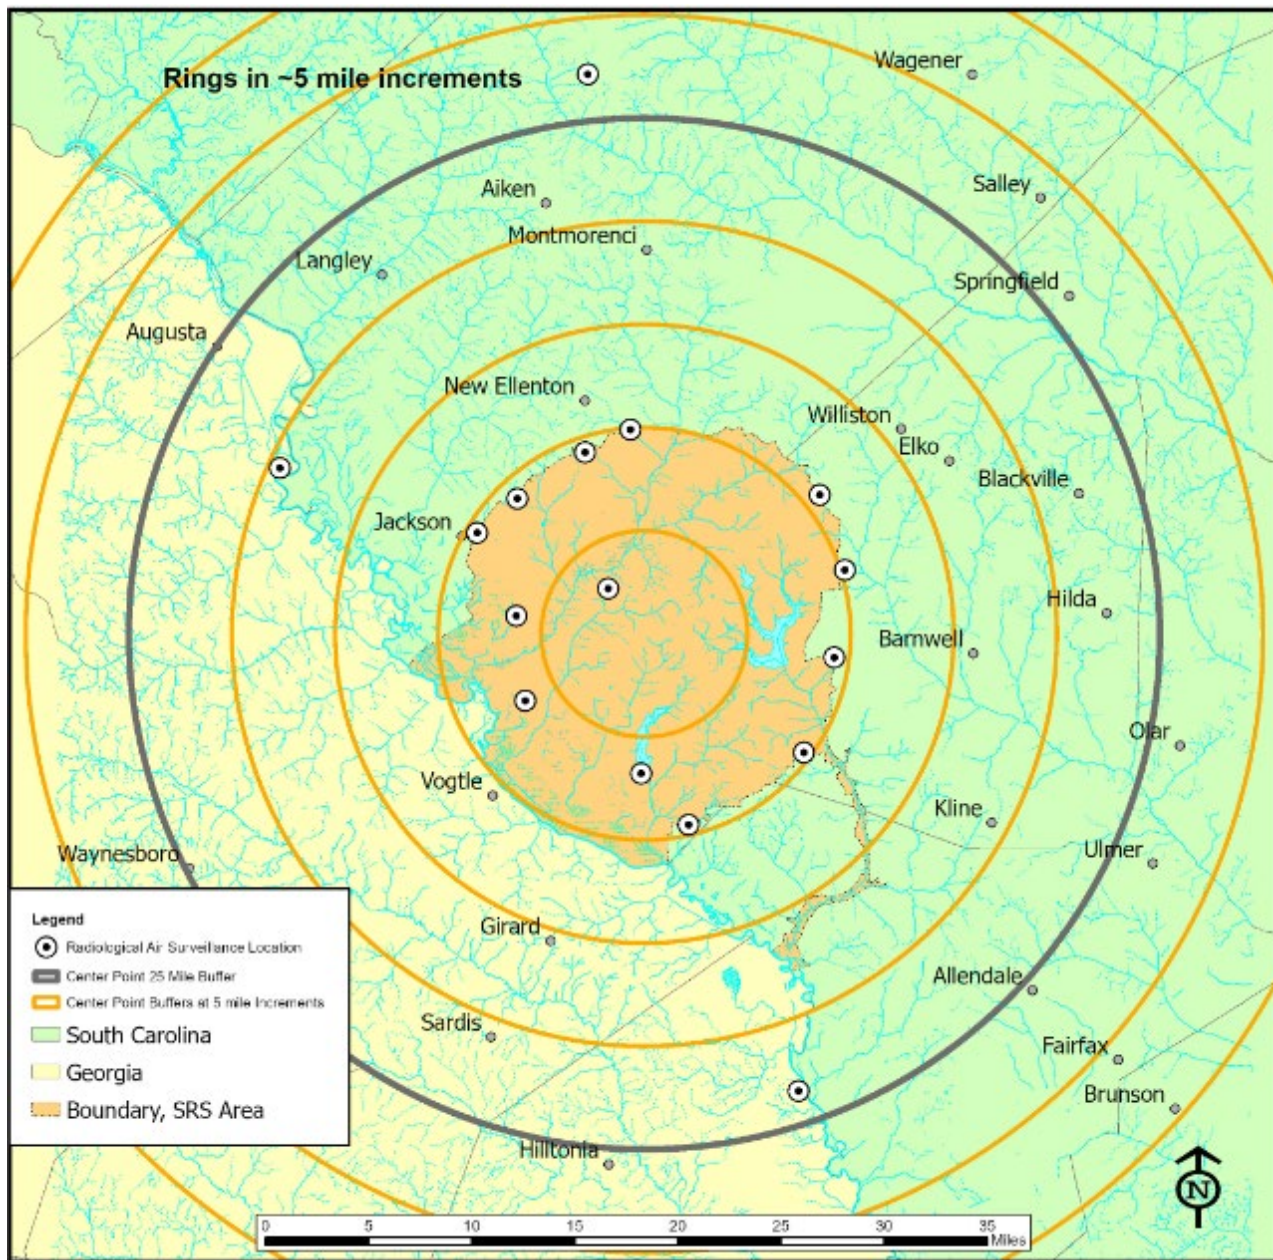 Rings in ~5 mile increments
Wagener
Salley
Aiken
Montmorenci
Langley
Springfield
Augusta
New Ellenton
Williston
Elko
Blackville
Jackson
Hilda
Barnwell
Olar
Vogtle
Kline
Ulmer
Waynesboro
Girard
Allendale
Sardis
Fairfax
Brunson
Hilltonia
Legend
Radiological Air Surveillance Location
Center Point 25 Mile Buffer
Center Point Buffers at 5 mile Increments
South Carolina
Georgia
Boundary, SRS Area
N
0 5 10 15 20 25 30 35
Miles